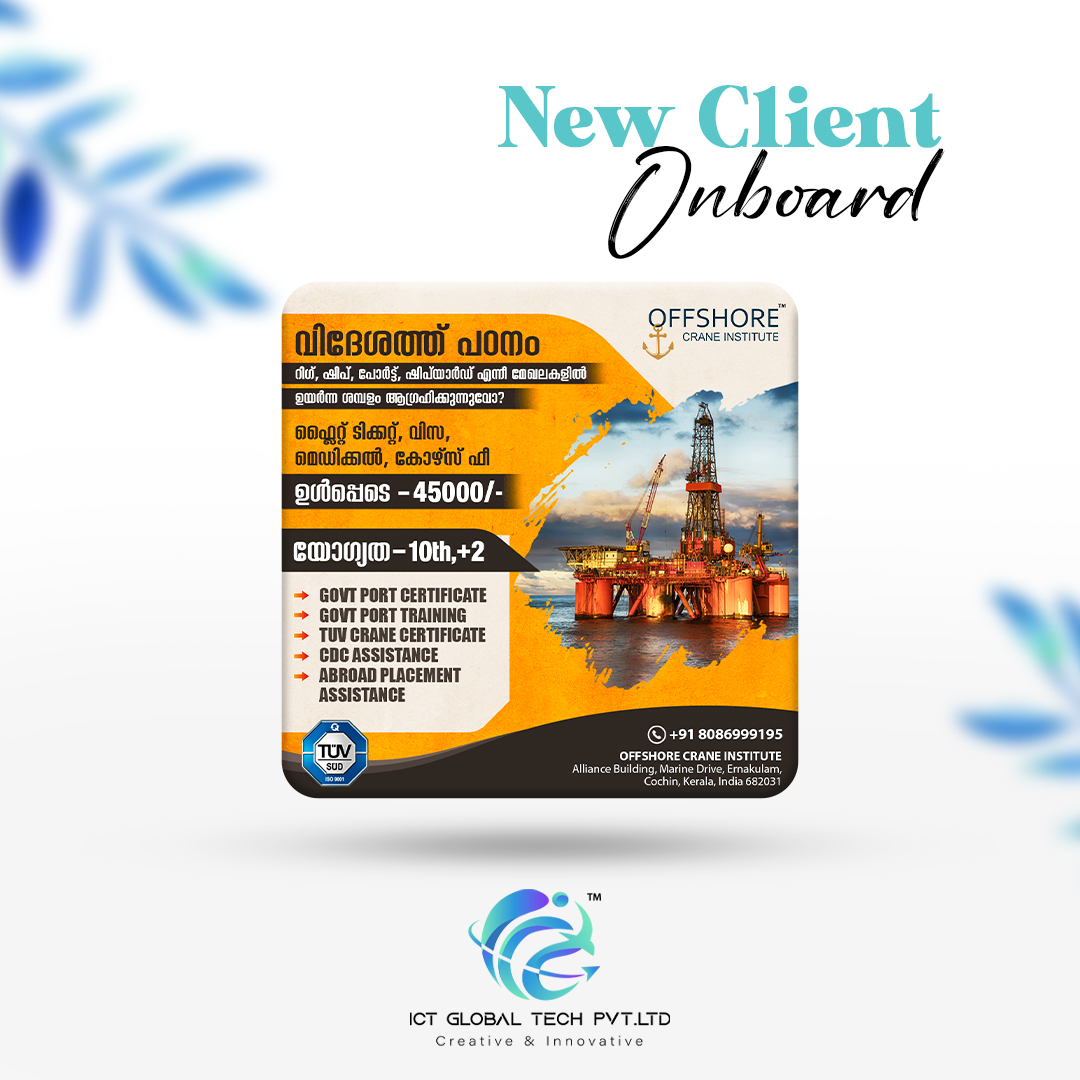 New Client
Onboard
OFFSHORE™
CRANE INSTITUTE
വിദേശത്ത് പഠനം
റിഗ്, ഷിപ്, പോർട്ട്, ഷിപ്‌യാർഡ് എന്നീ മേഖലകളിൽ
ഉയർന്ന ശമ്പളം ആഗ്രഹിക്കുന്നുവോ?
ഫ്ലൈറ്റ് ടിക്കറ്റ്, വിസ,
മെഡിക്കൽ, കോഴ്സ് ഫീ
ഉൾപ്പെടെ - 45000/-
യോഗ്യത - 10th,+2
GOVT PORT CERTIFICATE
GOVT PORT TRAINING
TUV CRANE CERTIFICATE
CDC ASSISTANCE
ABROAD PLACEMENT
ASSISTANCE
TÜV
SÜD
ISO 9001
+91 8086999195
OFFSHORE CRANE INSTITUTE
Alliance Building, Marine Drive, Ernakulam,
Cochin, Kerala, India 682031
TM
ICT GLOBAL TECH PVT.LTD
Creative & Innovative